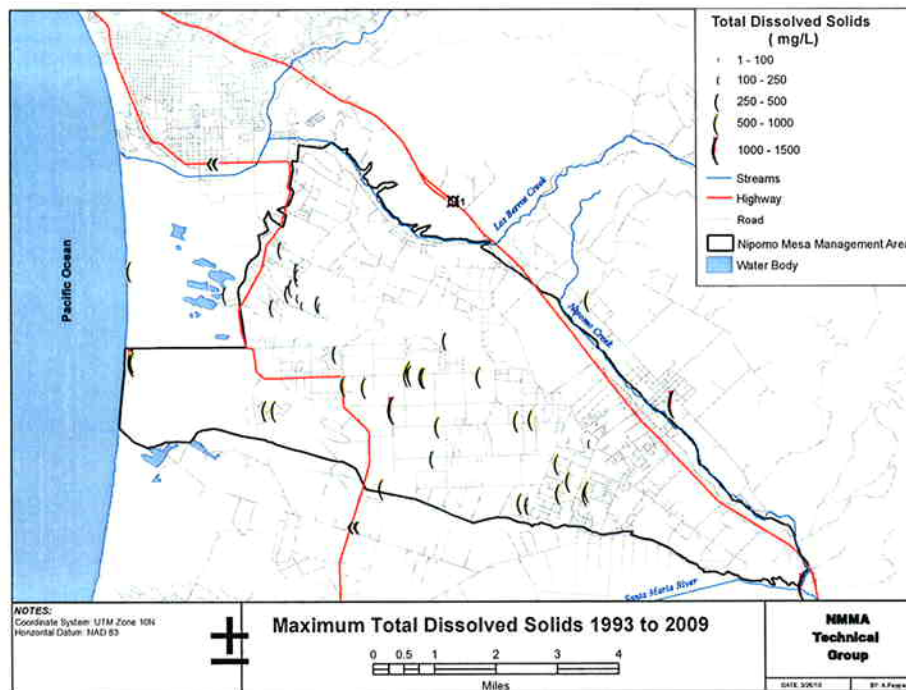 Total Dissolved Solids
( mg/L)
1 - 100
100 - 250
250 - 500
500 - 1000
1000 - 1500
Streams
Highway
Road
Nipomo Mesa Management Area
Water Body
Pacific Ocean
1
Los Berros Creek
Nipomo Creek
Santa Maria River
NOTES:
Coordinate System: UTM Zone 10N
Horizontal Datum: NAD 83
Maximum Total Dissolved Solids 1993 to 2009
0 0.5 1 2 3 4
Miles
NMMA
Technical
Group
DATE:
BY: A.